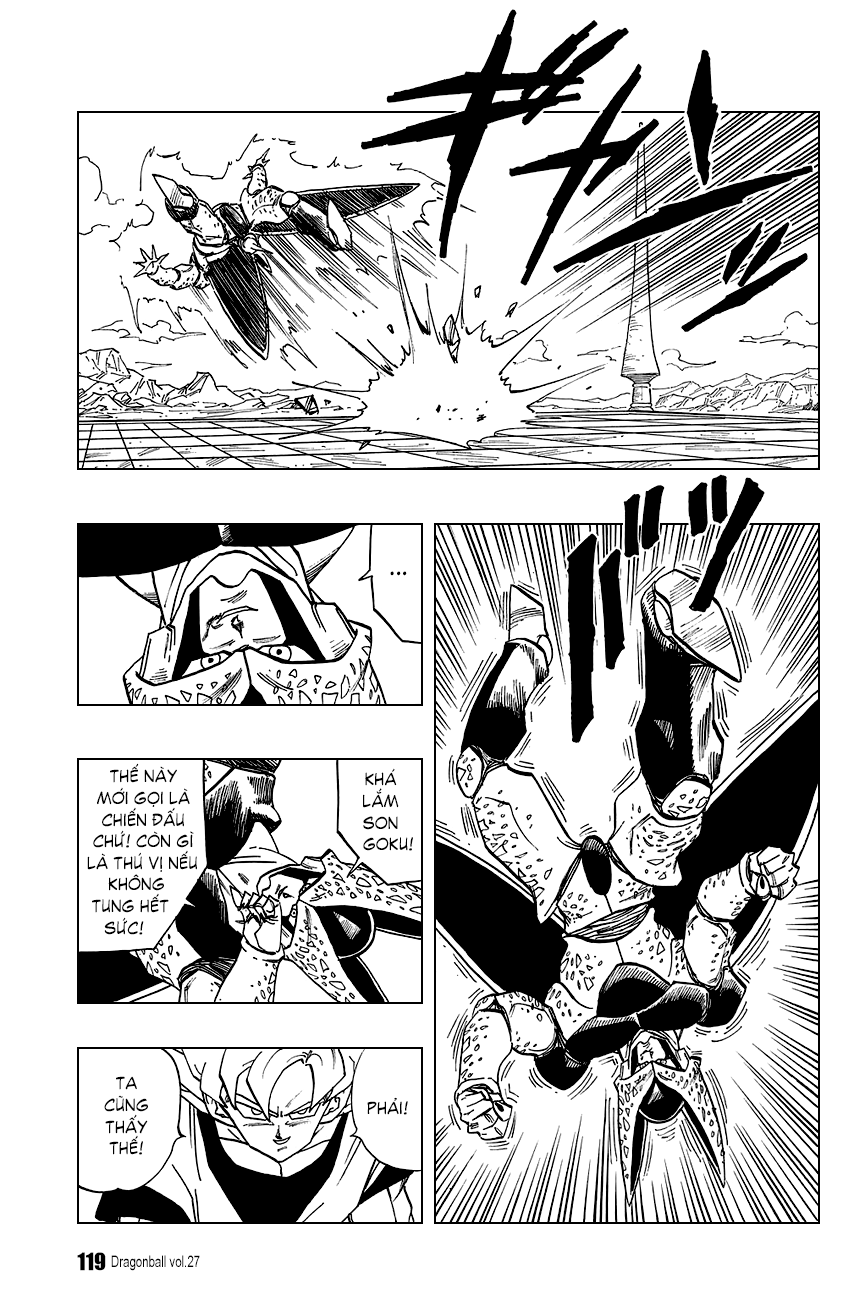 ...
KHÁ
LẮM
SON
GOKU!
THẾ NÀY
MỚI GỌI LÀ
CHIẾN ĐẤU
CHỨ! CÒN GÌ
LÀ THÚ VỊ NẾU
KHÔNG
TUNG HẾT
SỨC!
PHẢI!
TA
CŨNG
THẤY
THẾ!
119 Dragonball vol.27